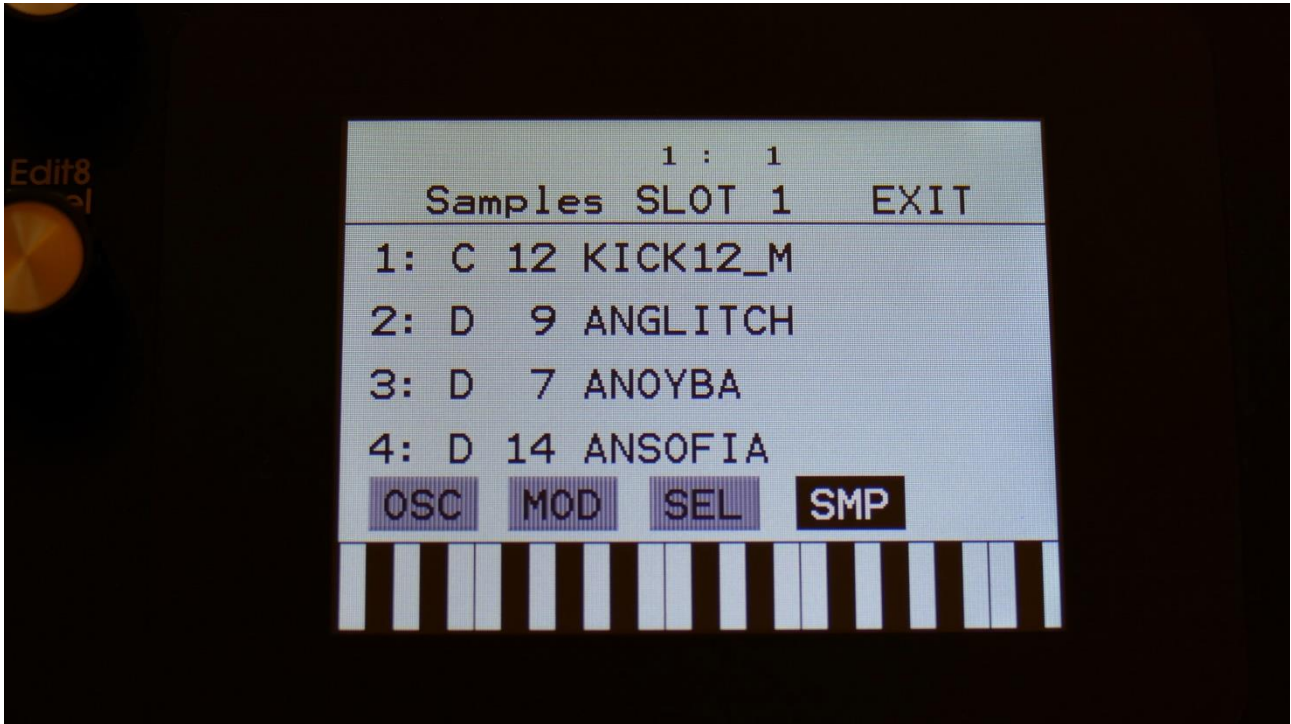 1 : 1
Edit8
Samples SLOT 1 EXIT
1: C 12 KICK12_M
2: D 9 ANGLITCH
3: D 7 ANOYBA
4: D 14 ANSOFIA
OSC MOD SEL SMP